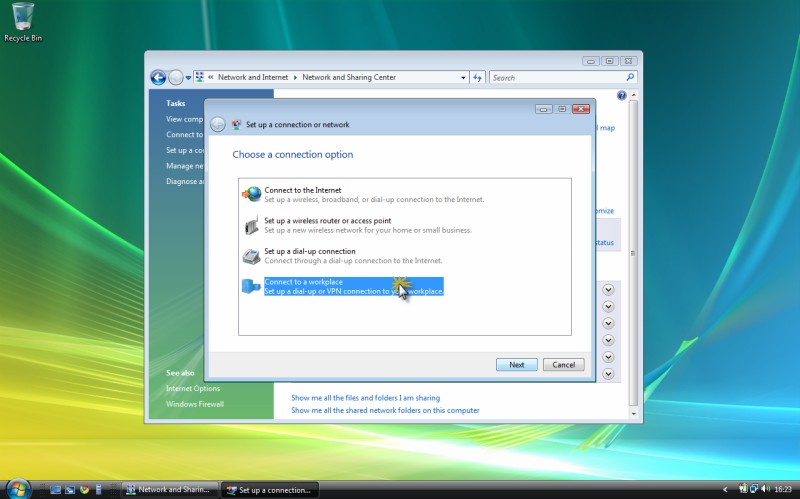 Recycle Bin
Network and Internet
Network and Sharing Center
Search
Tasks
View comp
Connect to
Set up a co
Manage ne
Diagnose a
l map
omize
status
Set up a connection or network
Choose a connection option
Connect to the Internet
Set up a wireless, broadband, or dial-up connection to the Internet.
Set up a wireless router or access point
Set up a new wireless network for your home or small business.
Set up a dial-up connection
Connect through a dial-up connection to the Internet.
Connect to a workplace
Set up a dial-up or VPN connection to your workplace.
Next
Cancel
See also
Internet Options
Windows Firewall
Show me all the files and folders I am sharing
Show me all the shared network folders on this computer
Network and Sharin...
Set up a connection...
16:23